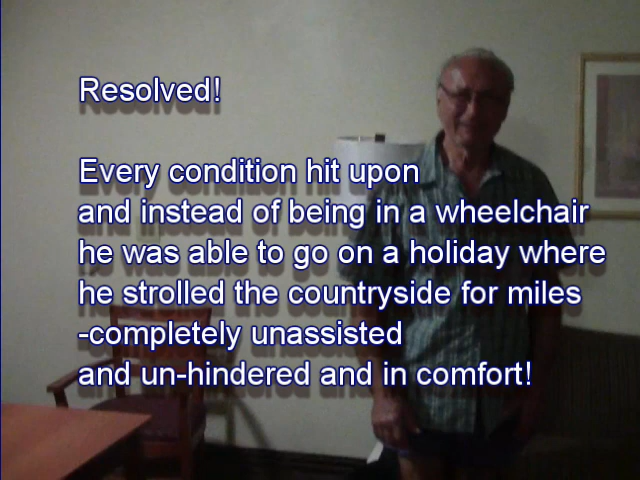 Resolved!
Every condition hit upon
and instead of being in a wheelchair
he was able to go on a holiday where
he strolled the countryside for miles
-completely unassisted
and un-hindered and in comfort!